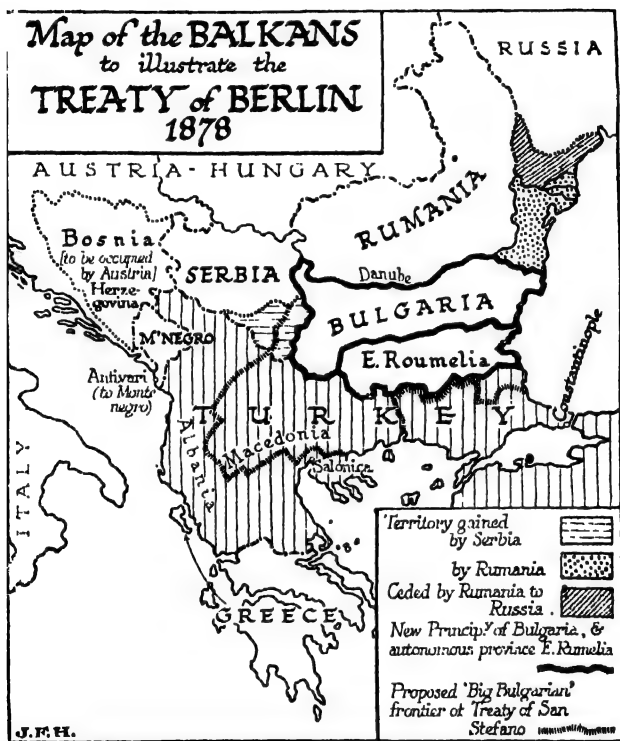 Map of the BALKANS
to illustrate the
TREATY of BERLIN
1878
RUSSIA
AUSTRIA-HUNGARY
RUMANIA
Bosnia
[to be occupied
by Austria]
Herze-
govina
SERBIA
Danube
BULGARIA
M'NEGRO
E. Roumelia
Constantinople
Antivari
(to Monte
negro)
TURKEY
Macedonia
Albania
Salonica
ITALY
GREECE
Territory gained
by Serbia
by Rumania
Ceded by Rumania to
Russia .
New Principy. of Bulgaria, &
autonomous province E. Rumelia
Proposed 'Big Bulgarian'
frontier at Treaty of San
Stefano
J.F.H.